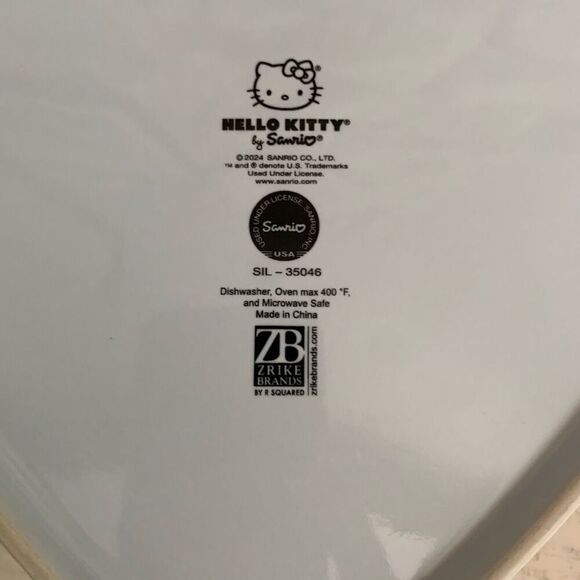 HELLO KITTY®
by Sanrio®
© 2024 SANRIO CO., LTD.
™ and ® denote U.S. Trademarks
Used Under License.
www.sanrio.com
USED UNDER LICENSE. SANRIO, INC.
Sanrio
USA
SIL – 35046
Dishwasher, Oven max 400 °F,
and Microwave Safe
Made in China
ZB
ZRIKE
BRANDS
BY R SQUARED
zrikebrands.com